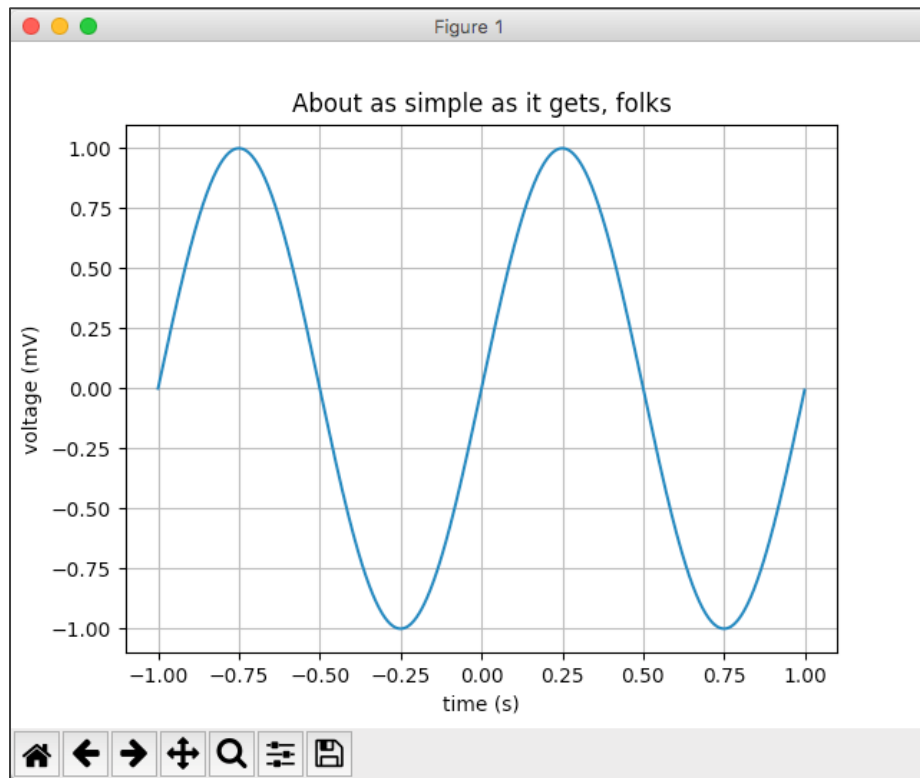 Figure 1
About as simple as it gets, folks
1.00
0.75
0.50
0.25
0.00
−0.25
−0.50
−0.75
−1.00
voltage (mV)
−1.00 −0.75 −0.50 −0.25 0.00 0.25 0.50 0.75 1.00
time (s)